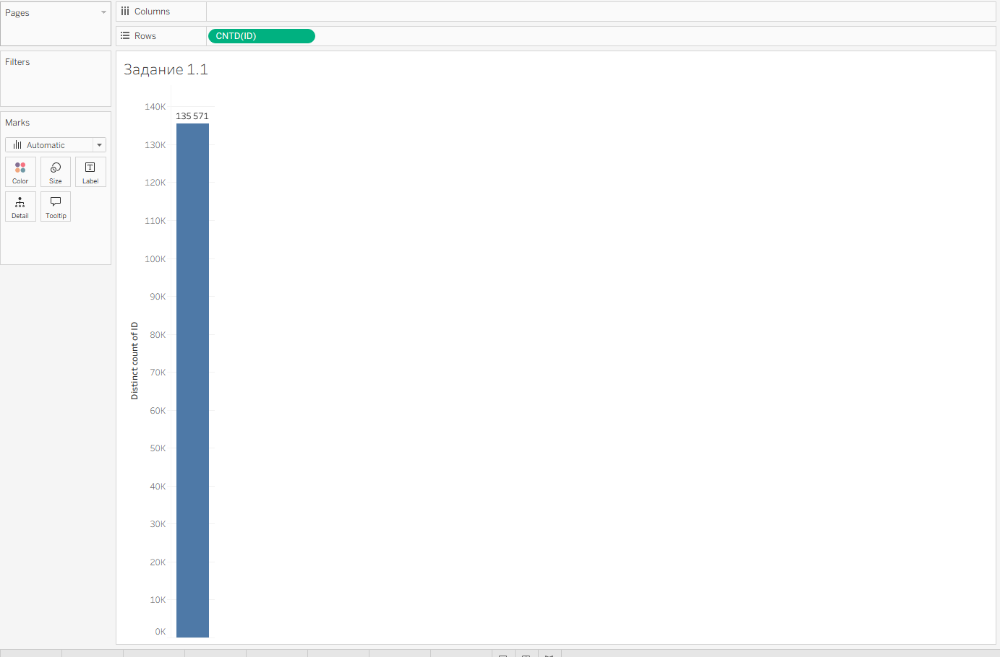 Pages
Columns
Rows
CNTD(ID)
Filters
Marks
Automatic
Color
Size
Label
Detail
Tooltip
Задание 1.1
135 571
140K
130K
120K
110K
100K
90K
80K
70K
60K
50K
40K
30K
20K
10K
0K
Distinct count of ID